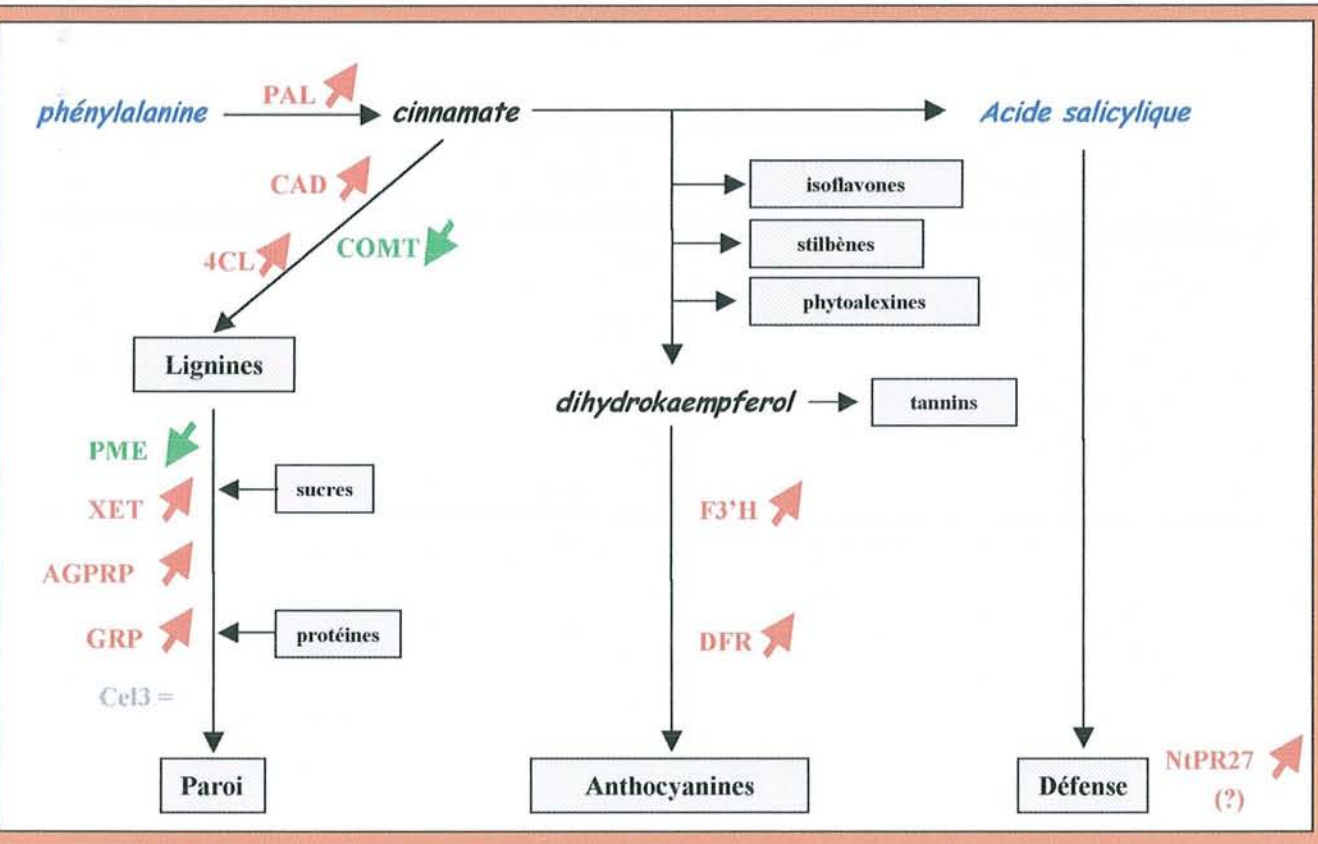 phénylalanine
PAL
cinnamate
Acide salicylique
CAD
isoflavones
4CL
COMT
stilbènes
phytoalexines
Lignines
dihydrokaempferol
tannins
PME
sucres
XET
F3'H
AGPRP
GRP
protéines
DFR
Cel3 =
Paroi
Anthocyanines
Défense
NtPR27
(?)